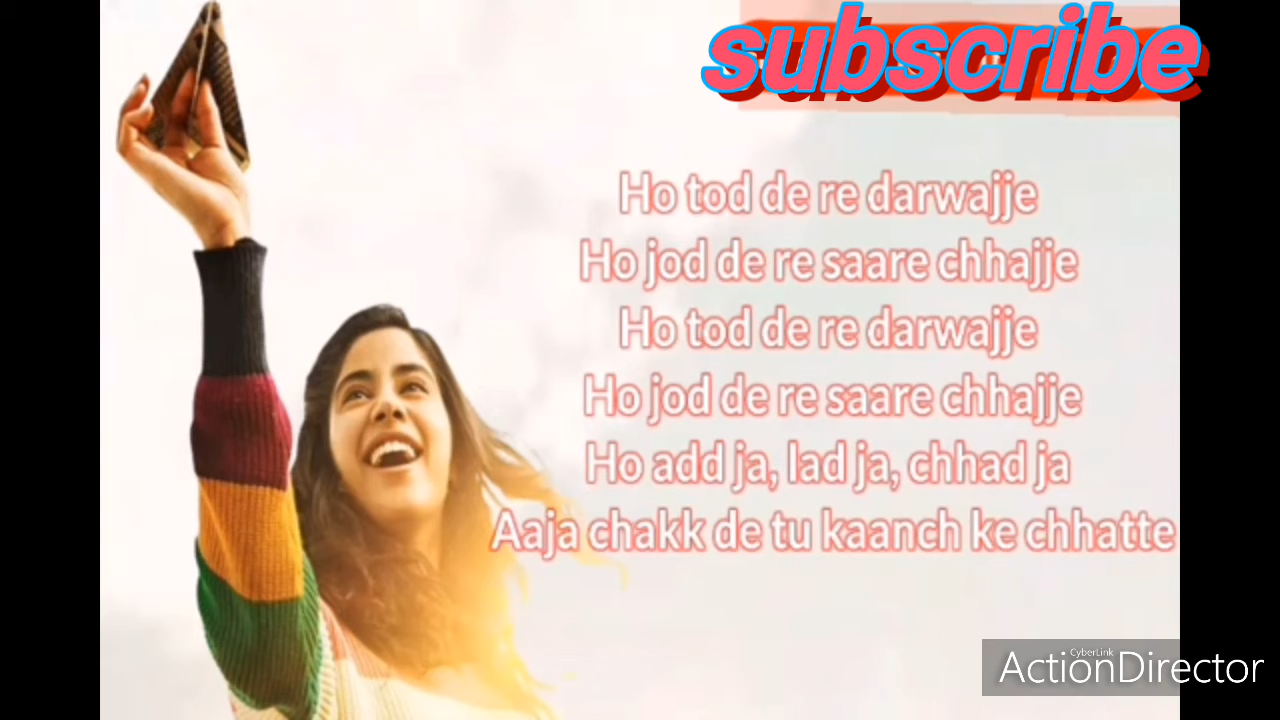 subscribe
Ho tod de re darwajje
Ho jod de re saare chhajje
Ho tod de re darwajje
Ho jod de re saare chhajje
Ho add ja, lad ja, chhad ja
Aaja chakk de tu kaanch ke chhatte
CyberLink
ActionDirector